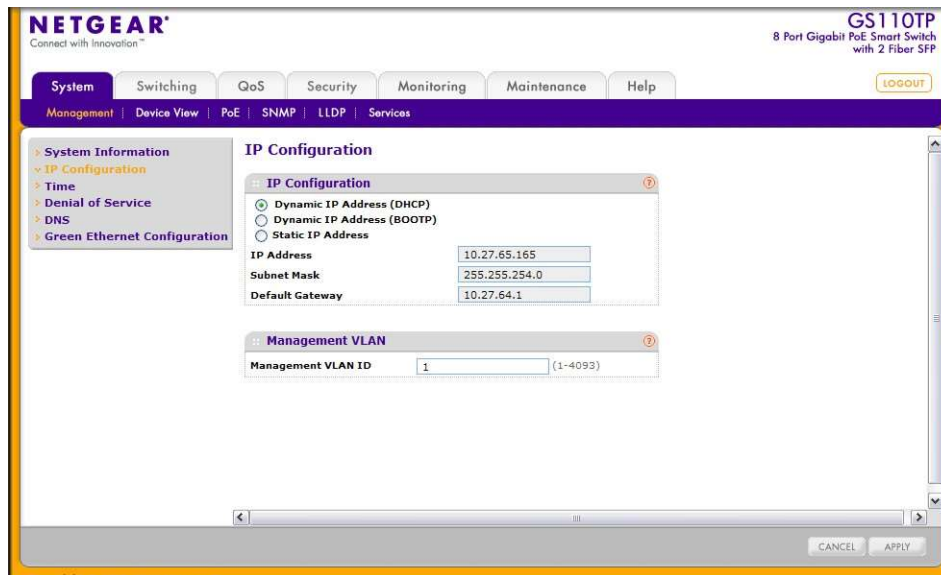 NETGEAR®
Connect with Innovation™
GS110TP
8 Port Gigabit PoE Smart Switch
with 2 Fiber SFP
System Switching QoS Security Monitoring Maintenance Help LOGOUT
Management | Device View | PoE | SNMP | LLDP | Services
System Information
IP Configuration
Time
Denial of Service
DNS
Green Ethernet Configuration
IP Configuration
IP Configuration ?
Dynamic IP Address (DHCP)
Dynamic IP Address (BOOTP)
Static IP Address
IP Address 10.27.65.165
Subnet Mask 255.255.254.0
Default Gateway 10.27.64.1
Management VLAN ?
Management VLAN ID 1 (1-4093)
CANCEL APPLY